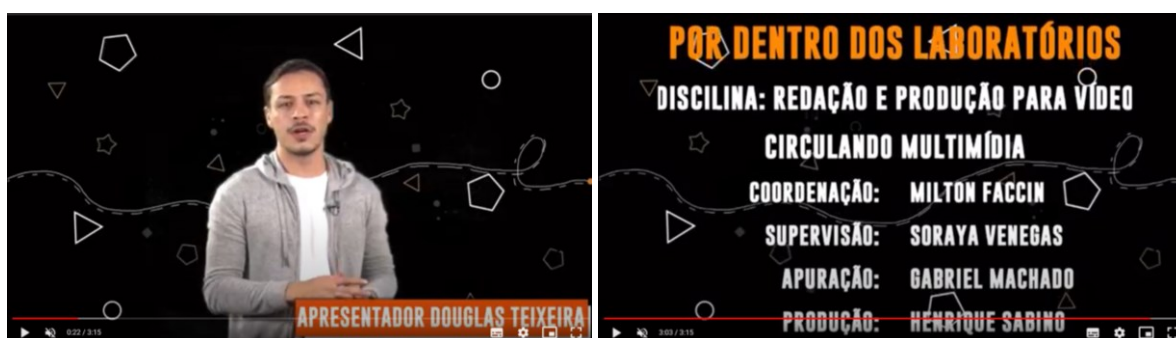 APRESENTADOR DOUGLAS TEIXEIRA
0:22 / 3:15
POR DENTRO DOS LABORATÓRIOS
DISCILINA: REDAÇÃO E PRODUÇÃO PARA VÍDEO
CIRCULANDO MULTIMÍDIA
COORDENAÇÃO: MILTON FACCIN
SUPERVISÃO: SORAYA VENEGAS
APURAÇÃO: GABRIEL MACHADO
PRODUÇÃO: HENRIQUE SABINO
3:03 / 3:15